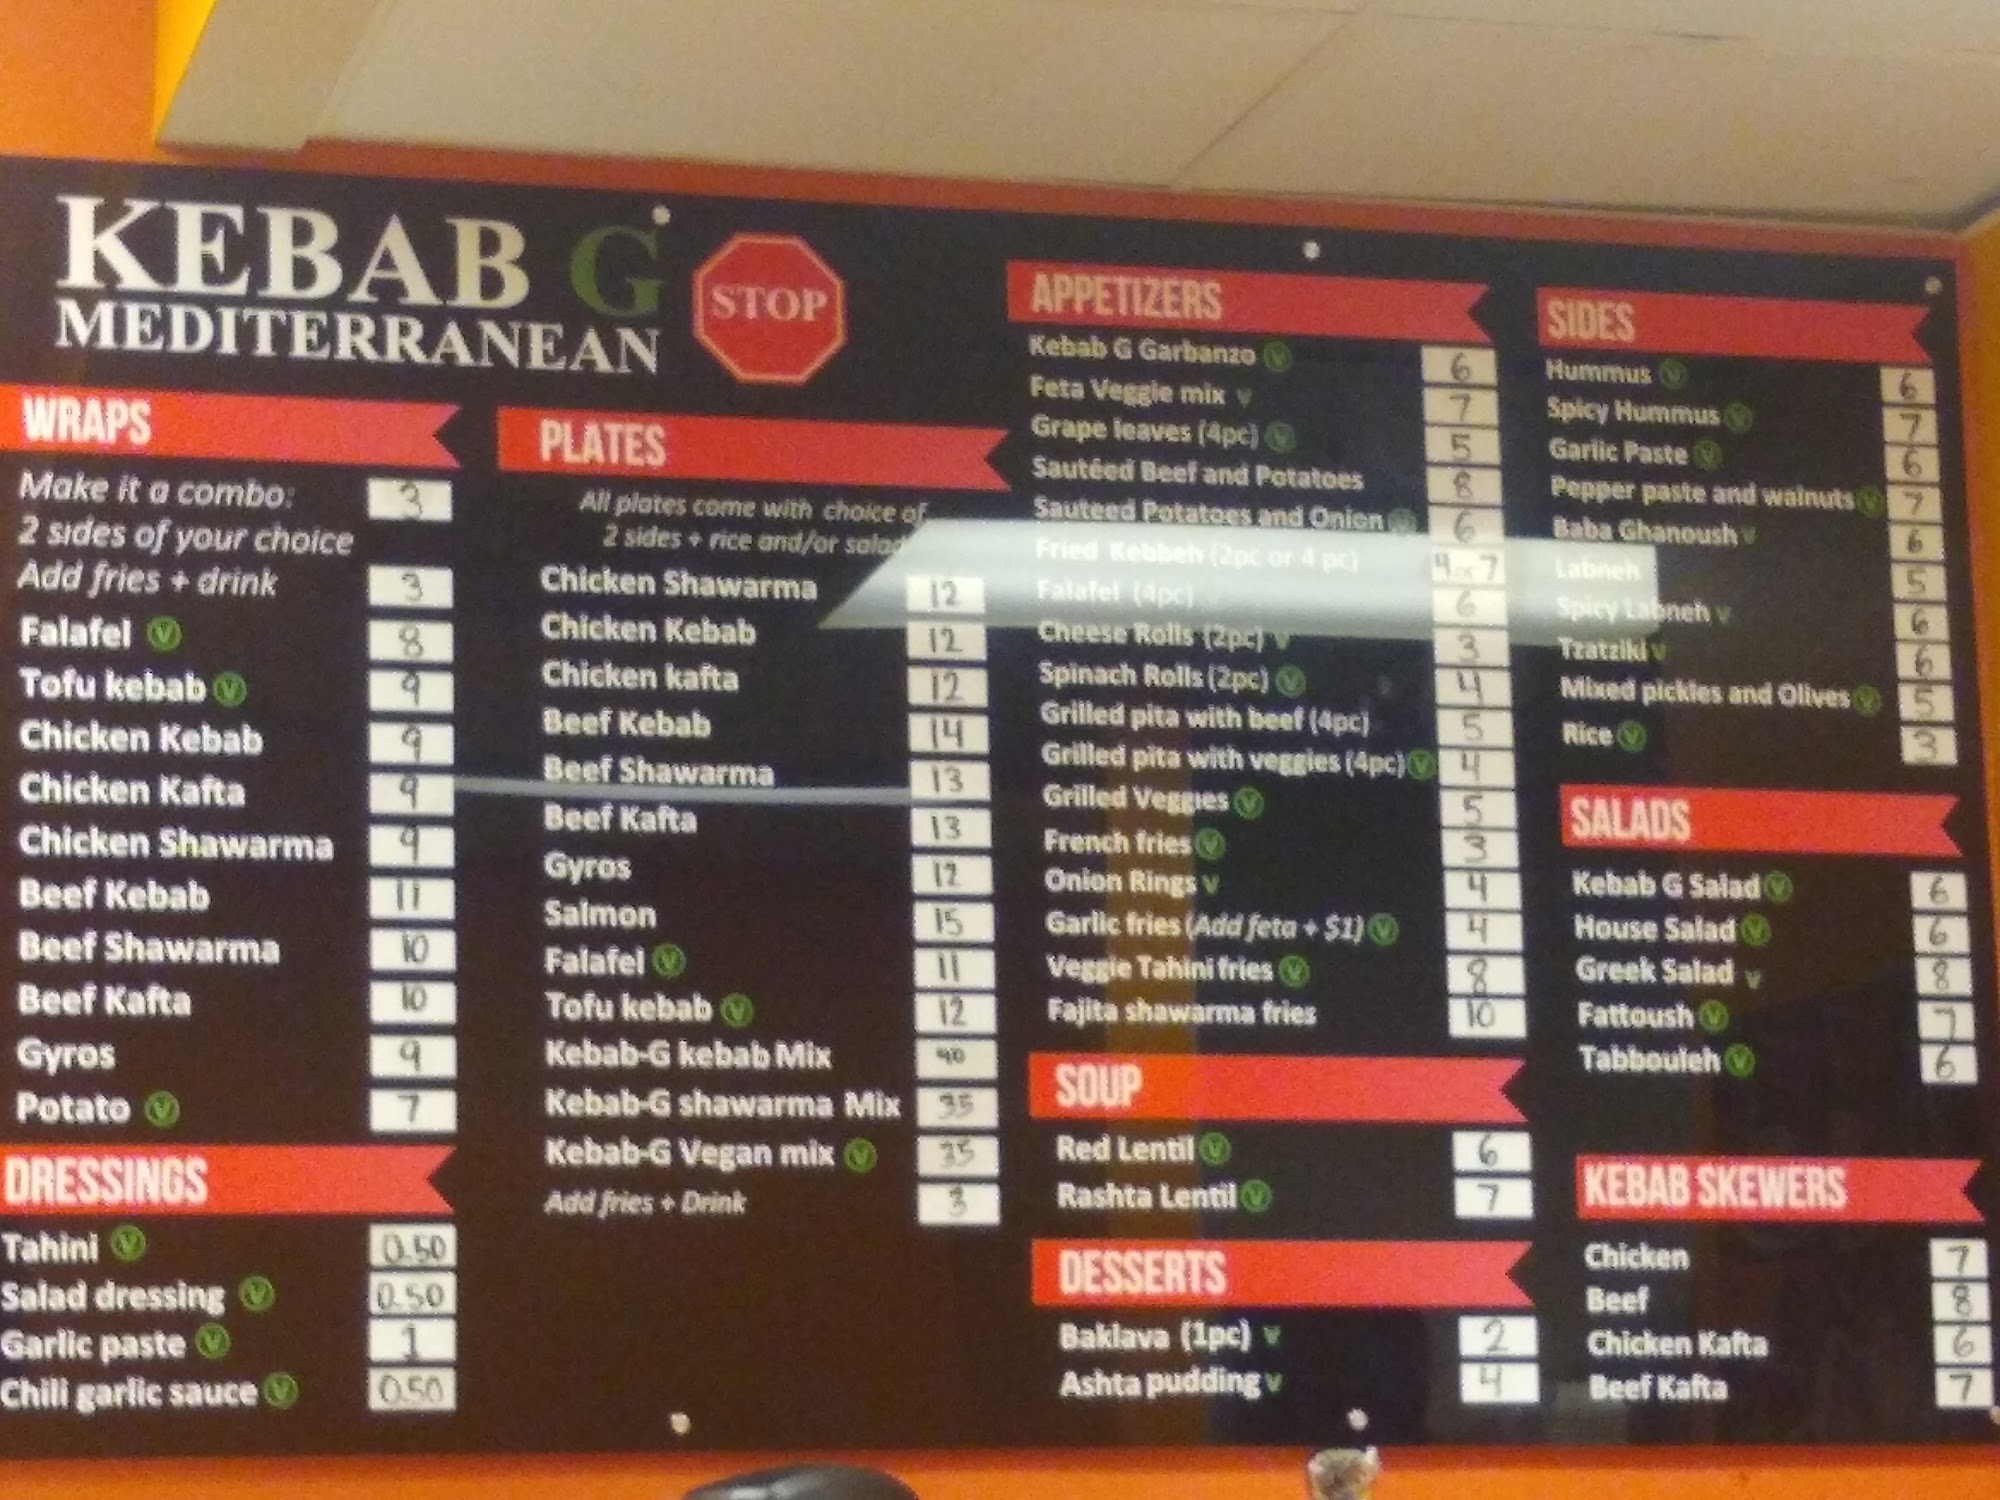 KEBAB G
MEDITERRANEAN
STOP
WRAPS
Make it a combo: 3
2 sides of your choice
Add fries + drink 3
Falafel V 8
Tofu kebab V 9
Chicken Kebab 9
Chicken Kafta 9
Chicken Shawarma 9
Beef Kebab 11
Beef Shawarma 10
Beef Kafta 10
Gyros 9
Potato V 7
DRESSINGS
Tahini V 0.50
Salad dressing V 0.50
Garlic paste V 1
Chili garlic sauce V 0.50
PLATES
All plates come with choice of
2 sides + rice and/or salad
Chicken Shawarma 12
Chicken Kebab 12
Chicken kafta 12
Beef Kebab 14
Beef Shawarma 13
Beef Kafta 13
Gyros 12
Salmon 15
Falafel V 11
Tofu kebab V 12
Kebab-G kebab Mix 40
Kebab-G shawarma Mix 35
Kebab-G Vegan mix V 35
Add fries + Drink 3
APPETIZERS
Kebab G Garbanzo V 6
Feta Veggie mix V 7
Grape leaves (4pc) V 5
Sautéed Beef and Potatoes 8
Sauteed Potatoes and Onion V 6
Fried Kebbeh (2pc or 4 pc) 4 7
Falafel (4pc) 6
Cheese Rolls (2pc) V 3
Spinach Rolls (2pc) V 4
Grilled pita with beef (4pc) 5
Grilled pita with veggies (4pc) V 4
Grilled Veggies V 5
French fries V 3
Onion Rings V 4
Garlic fries (Add feta + $1) V 4
Veggie Tahini fries V 8
Fajita shawarma fries 10
SOUP
Red Lentil V 6
Rashta Lentil V 7
DESSERTS
Baklava (1pc) V 2
Ashta pudding V 4
SIDES
Hummus V 6
Spicy Hummus V 7
Garlic Paste V 6
Pepper paste and walnuts V 7
Baba Ghanoush V 6
Labneh 5
Spicy Labneh V 6
Tzatziki V 6
Mixed pickles and Olives V 5
Rice V 3
SALADS
Kebab G Salad V 6
House Salad V 6
Greek Salad V 8
Fattoush V 7
Tabbouleh V 6
KEBAB SKEWERS
Chicken 7
Beef 8
Chicken Kafta 6
Beef Kafta 7